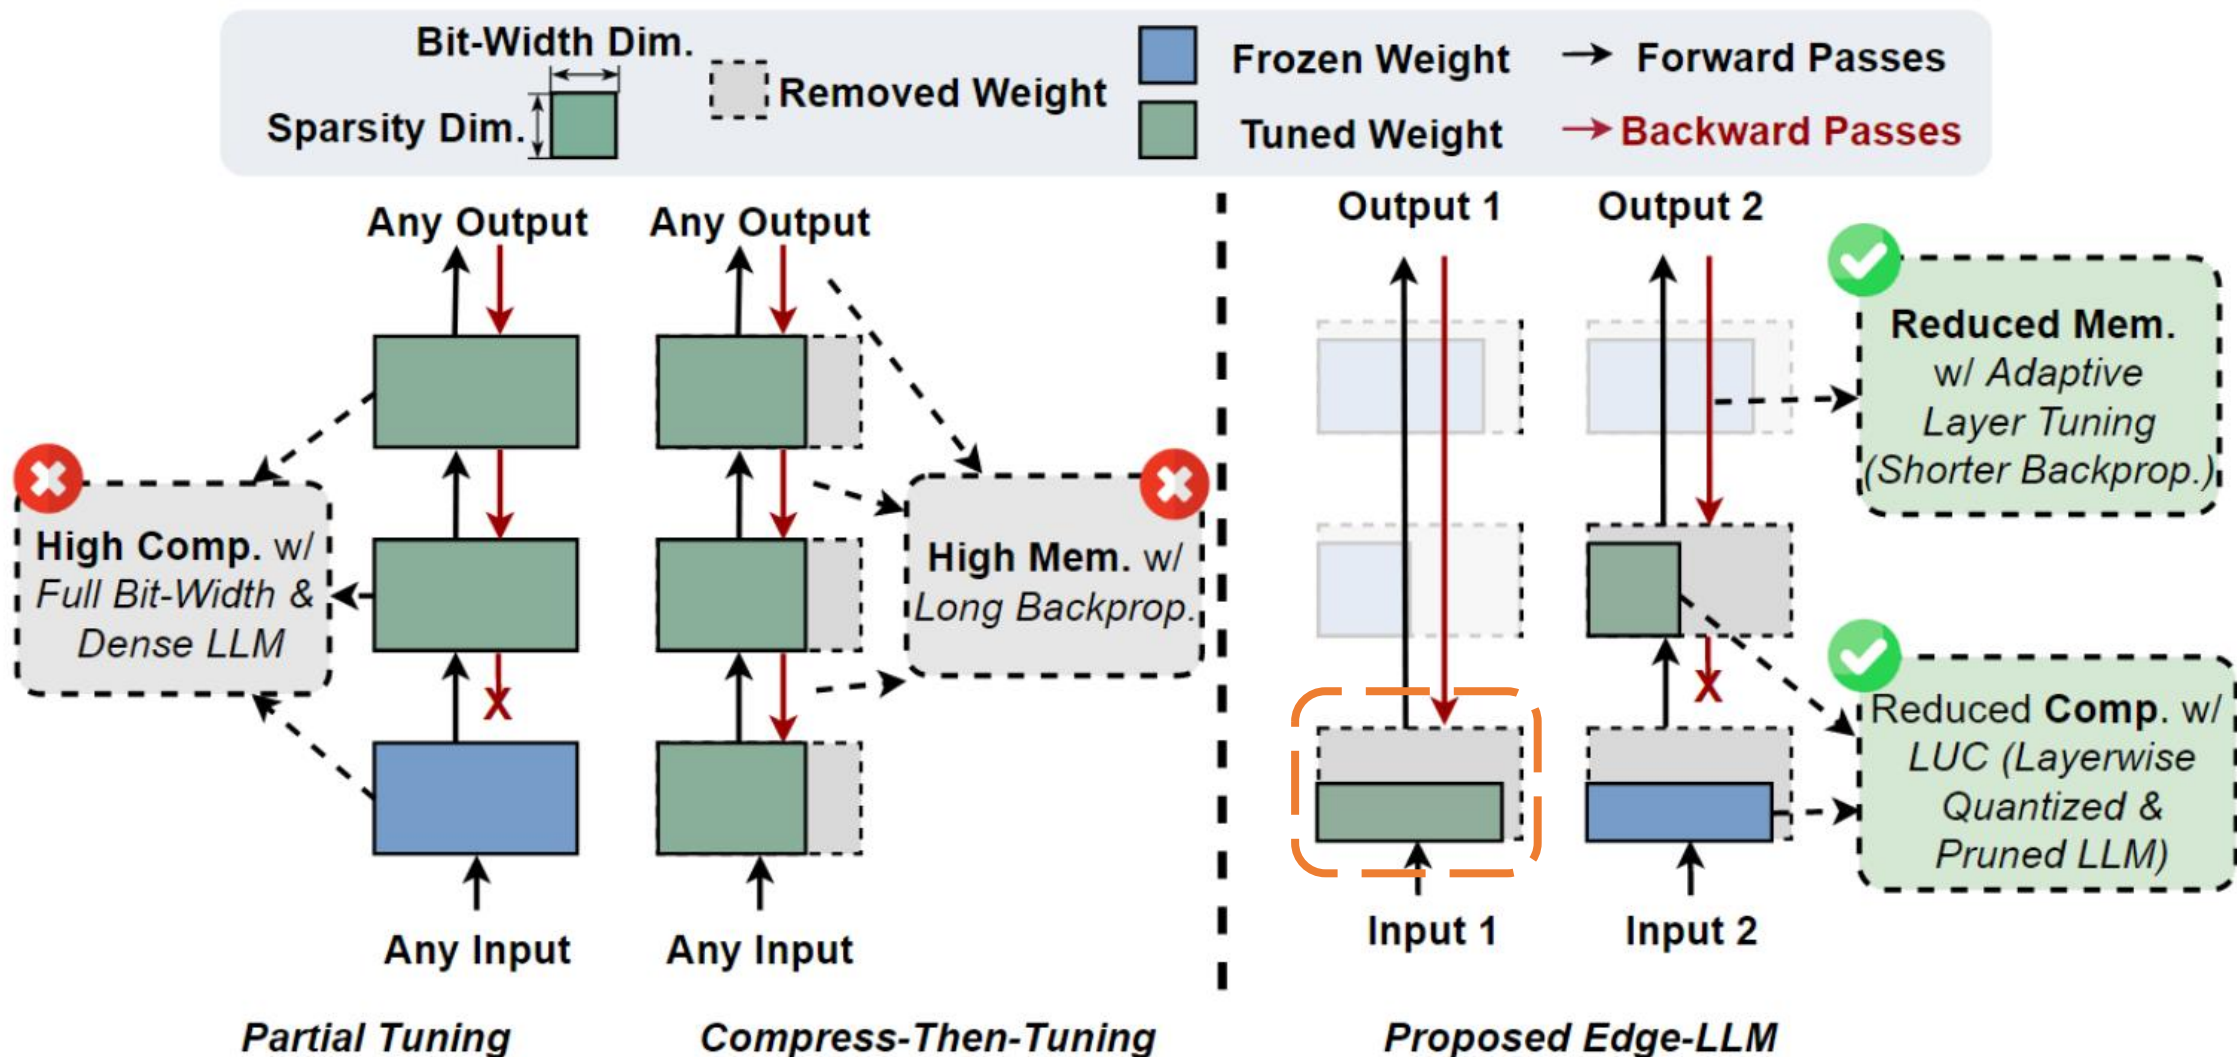 Bit-Width Dim.
Sparsity Dim.
Removed Weight
Frozen Weight
Tuned Weight
Forward Passes
Backward Passes
Any Output
Any Output
Output 1
Output 2
High Comp. w/
Full Bit-Width &
Dense LLM
X
High Mem. w/
Long Backprop.
Reduced Mem.
w/ Adaptive
Layer Tuning
(Shorter Backprop.)
X
Reduced Comp. w/
LUC (Layerwise
Quantized &
Pruned LLM)
Any Input
Any Input
Input 1
Input 2
Partial Tuning
Compress-Then-Tuning
Proposed Edge-LLM